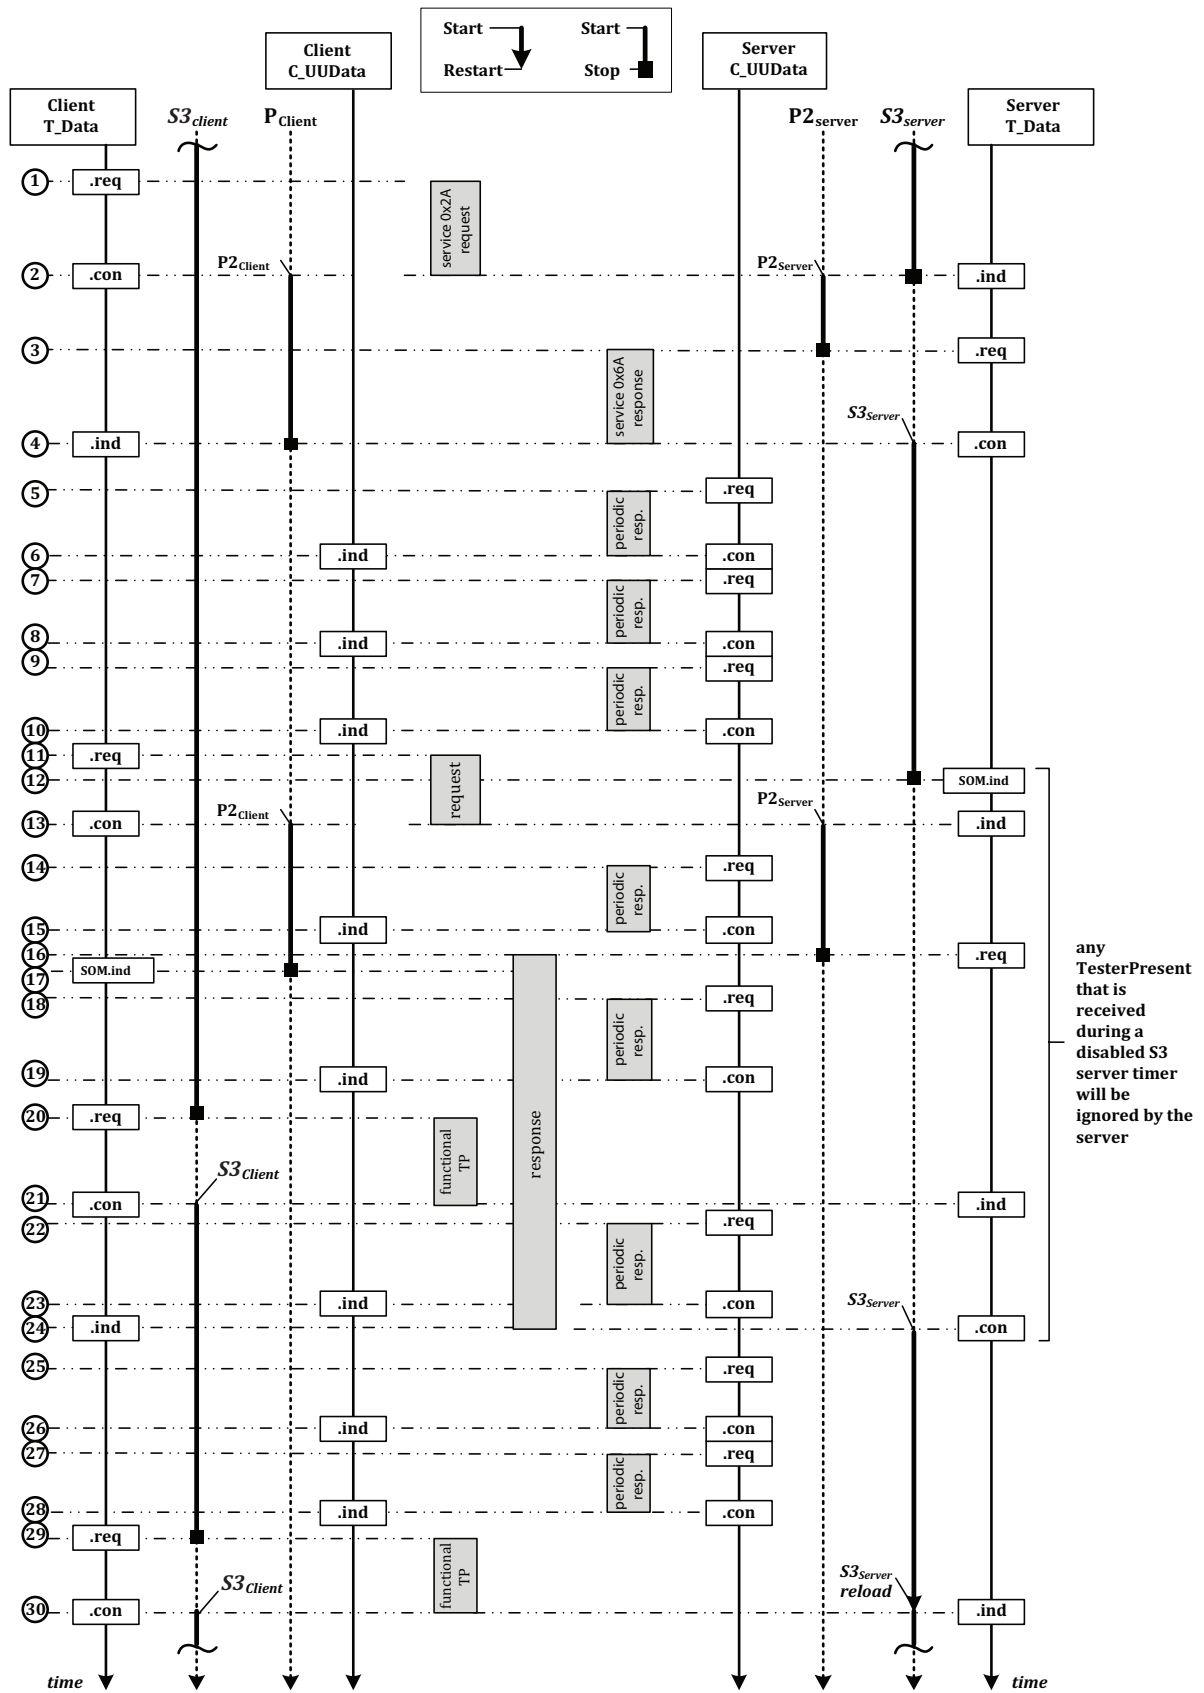 Start
Start
Restart
Stop
Client
C_UUData
Server
C_UUData
Client
T_Data
S3client
PClient
P2server
S3server
Server
T_Data
1
.req
service 0x2A
request
2
.con
P2Client
P2Server
.ind
3
service 0x6A
response
.req
S3Server
4
.ind
.con
5
.req
periodic
resp.
6
.ind
.con
7
.req
periodic
resp.
8
.ind
.con
9
.req
periodic
resp.
10
.ind
.con
11
.req
request
12
SOM.ind
13
.con
P2Client
P2Server
.ind
14
.req
periodic
resp.
15
.ind
.con
16
.req
17
SOM.ind
response
18
.req
periodic
resp.
any
TesterPresent
that is
received
during a
disabled S3
server timer
will be
ignored by the
server
19
.ind
.con
20
.req
functional
TP
S3Client
21
.con
.ind
22
.req
periodic
resp.
23
.ind
.con
S3Server
24
.ind
.con
25
.req
periodic
resp.
26
.ind
.con
27
.req
periodic
resp.
28
.ind
.con
29
.req
functional
TP
S3Client
S3Server
reload
30
.con
.ind
time
time